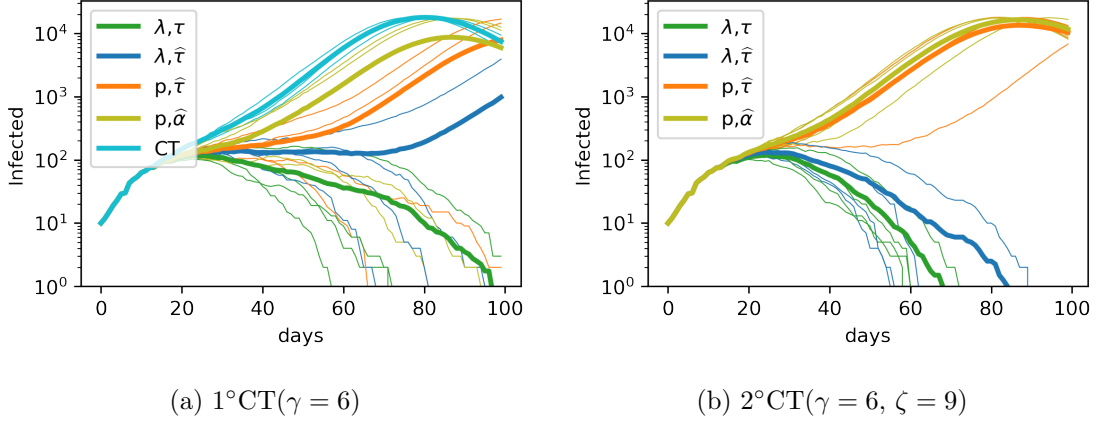 10⁴
10³
10²
10¹
10⁰
Infected
0 20 40 60 80 100
days
λ,τ
λ,τ̂
p,τ̂
p,α̂
CT
(a) 1°CT(γ = 6)
10⁴
10³
10²
10¹
10⁰
Infected
0 20 40 60 80 100
days
λ,τ
λ,τ̂
p,τ̂
p,α̂
(b) 2°CT(γ = 6, ζ = 9)